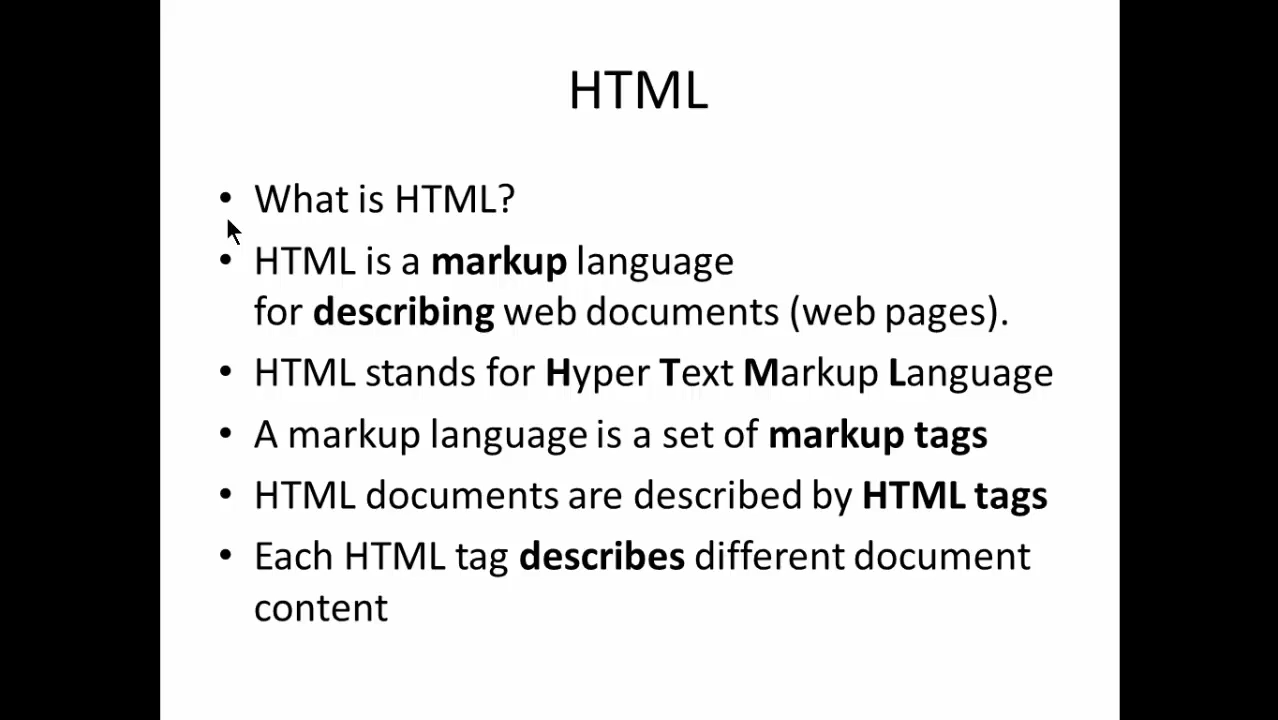 HTML
• What is HTML?
• HTML is a markup language
for describing web documents (web pages).
• HTML stands for Hyper Text Markup Language
• A markup language is a set of markup tags
• HTML documents are described by HTML tags
• Each HTML tag describes different document
content